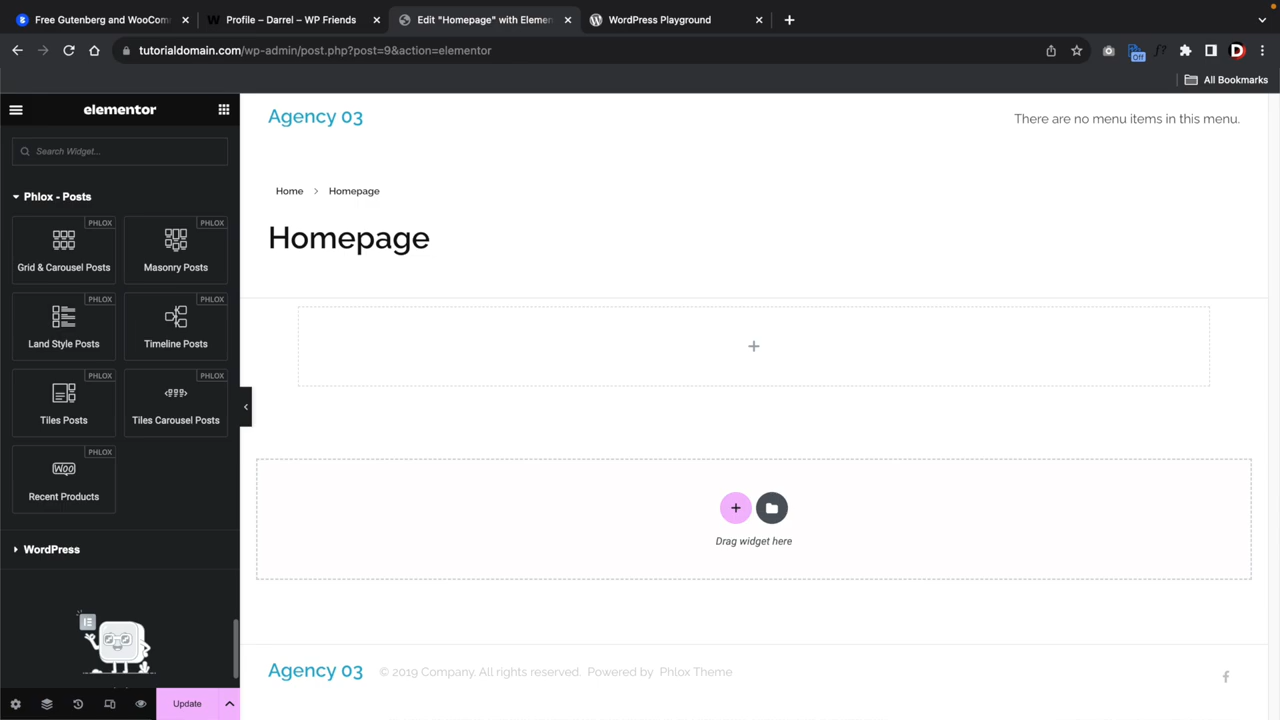 Free Gutenberg and WooCom
Profile – Darrel – WP Friends
Edit "Homepage" with Elemen
WordPress Playground
tutorialdomain.com/wp-admin/post.php?post=9&action=elementor
Off
D
All Bookmarks
elementor
Search Widget...
Phlox - Posts
PHLOX
Grid & Carousel Posts
PHLOX
Masonry Posts
PHLOX
Land Style Posts
PHLOX
Timeline Posts
PHLOX
Tiles Posts
PHLOX
Tiles Carousel Posts
PHLOX
WOO
Recent Products
WordPress
Update
Agency 03
There are no menu items in this menu.
Home > Homepage
Homepage
Drag widget here
Agency 03
© 2019 Company. All rights reserved. Powered by Phlox Theme